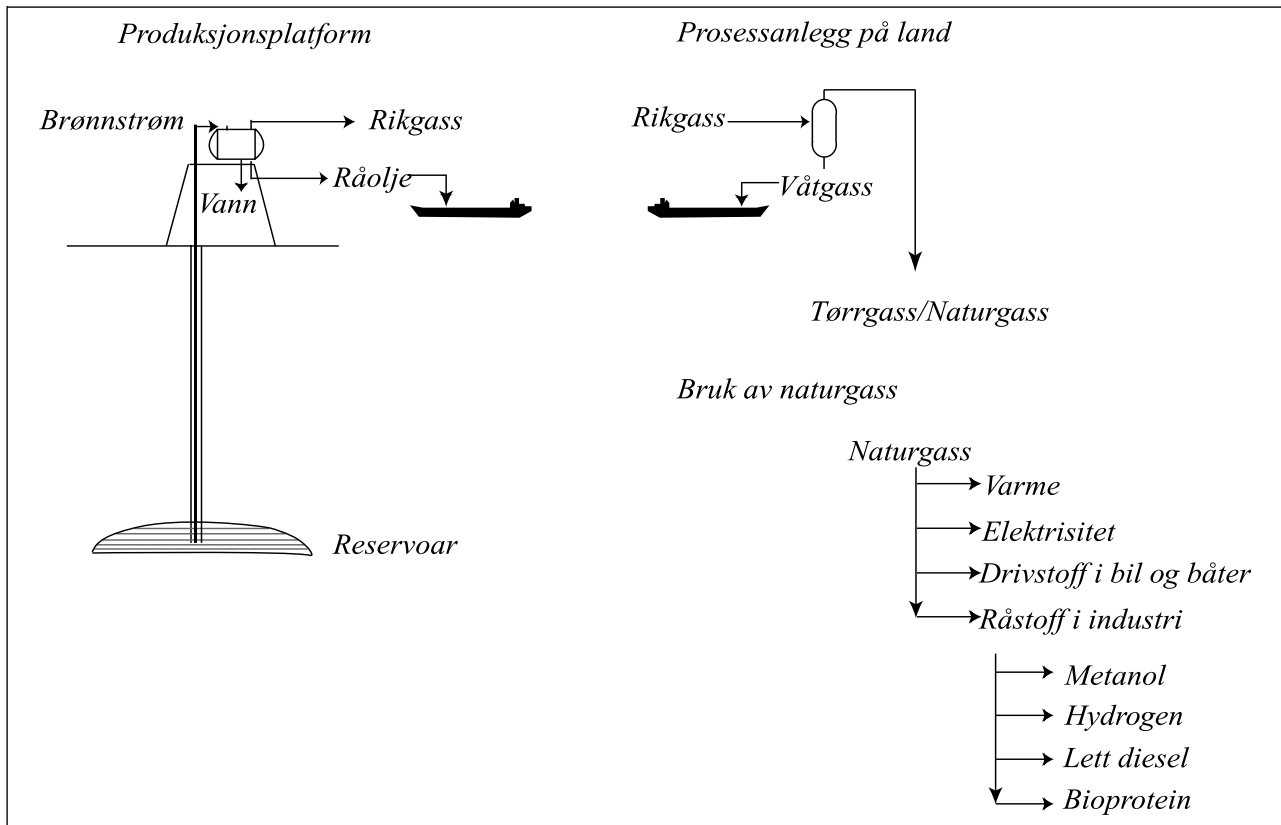 Produksjonsplatform
Brønnstrøm
Rikgass
Råolje
Vann
Reservoar
Prosessanlegg på land
Rikgass
Våtgass
Tørrgass/Naturgass
Bruk av naturgass
Naturgass
Varme
Elektrisitet
Drivstoff i bil og båter
Råstoff i industri
Metanol
Hydrogen
Lett diesel
Bioprotein